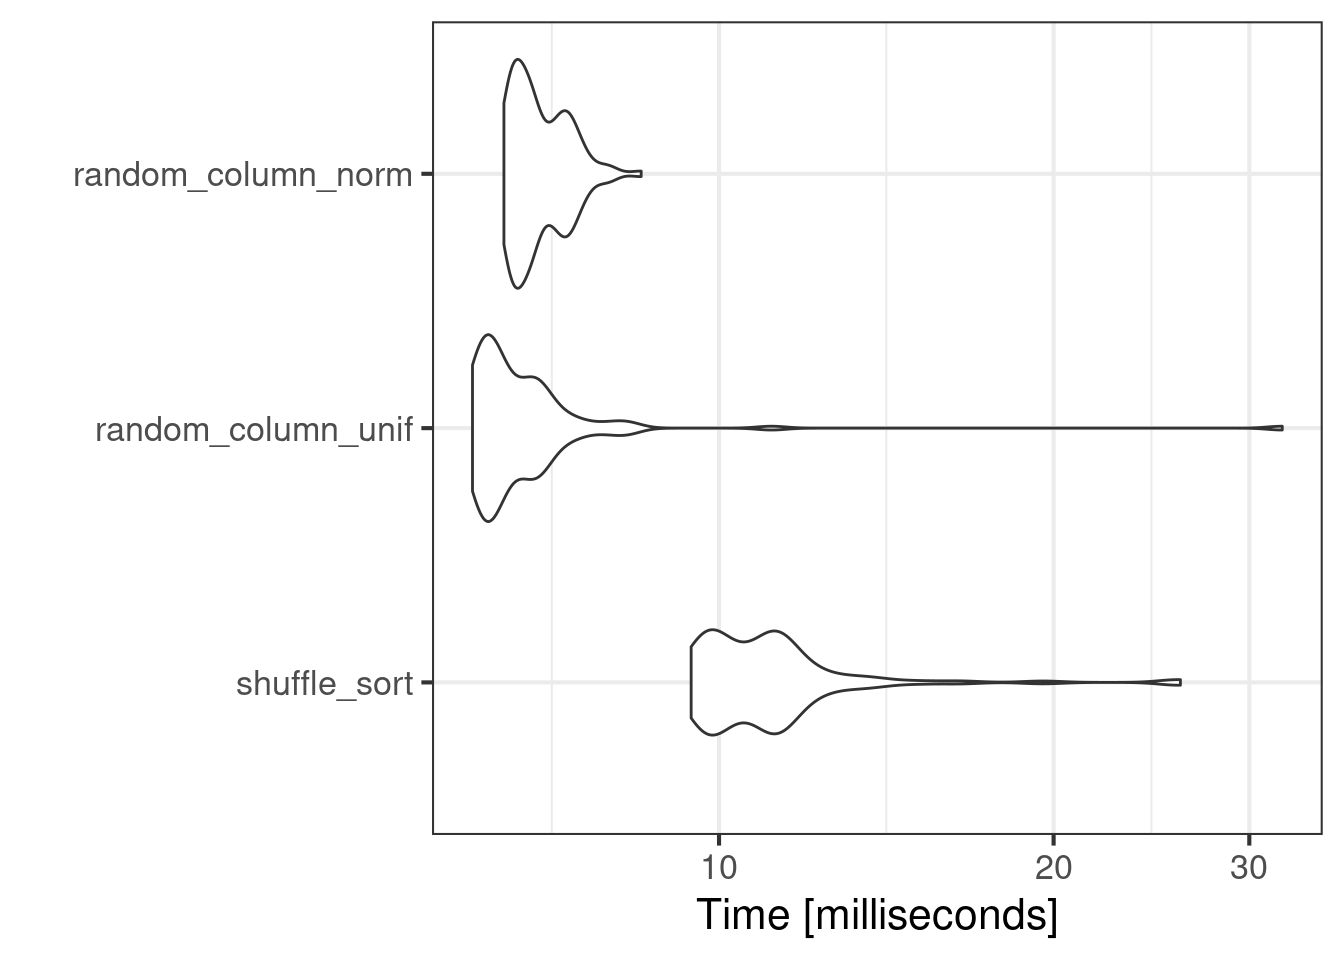 random_column_norm
random_column_unif
shuffle_sort
10 20 30
Time [milliseconds]